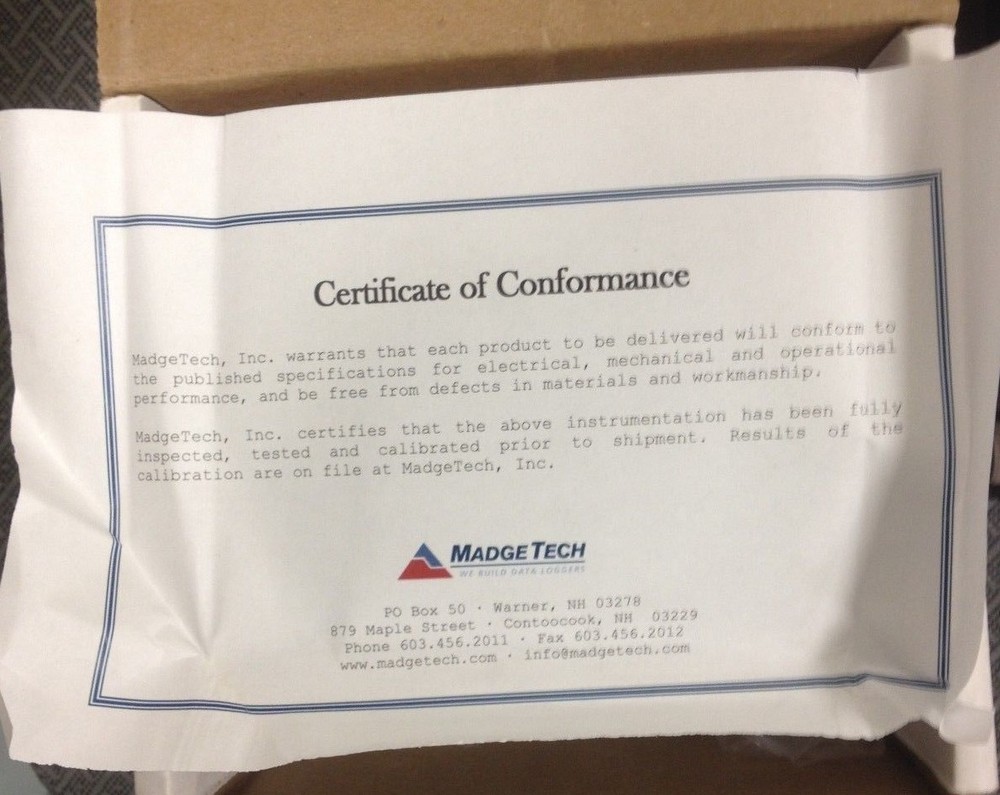 Certificate of Conformance
MadgeTech, Inc. warrants that each product to be delivered will conform to
the published specifications for electrical, mechanical and operational
performance, and be free from defects in materials and workmanship.
MadgeTech, Inc. certifies that the above instrumentation has been fully
inspected, tested and calibrated prior to shipment. Results of the
calibration are on file at MadgeTech, Inc.
MADGETECH
WE BUILD DATA LOGGERS
PO Box 50 · Warner, NH 03278
879 Maple Street · Contoocook, NH 03229
Phone 603.456.2011 · Fax 603.456.2012
www.madgetech.com · info@madgetech.com